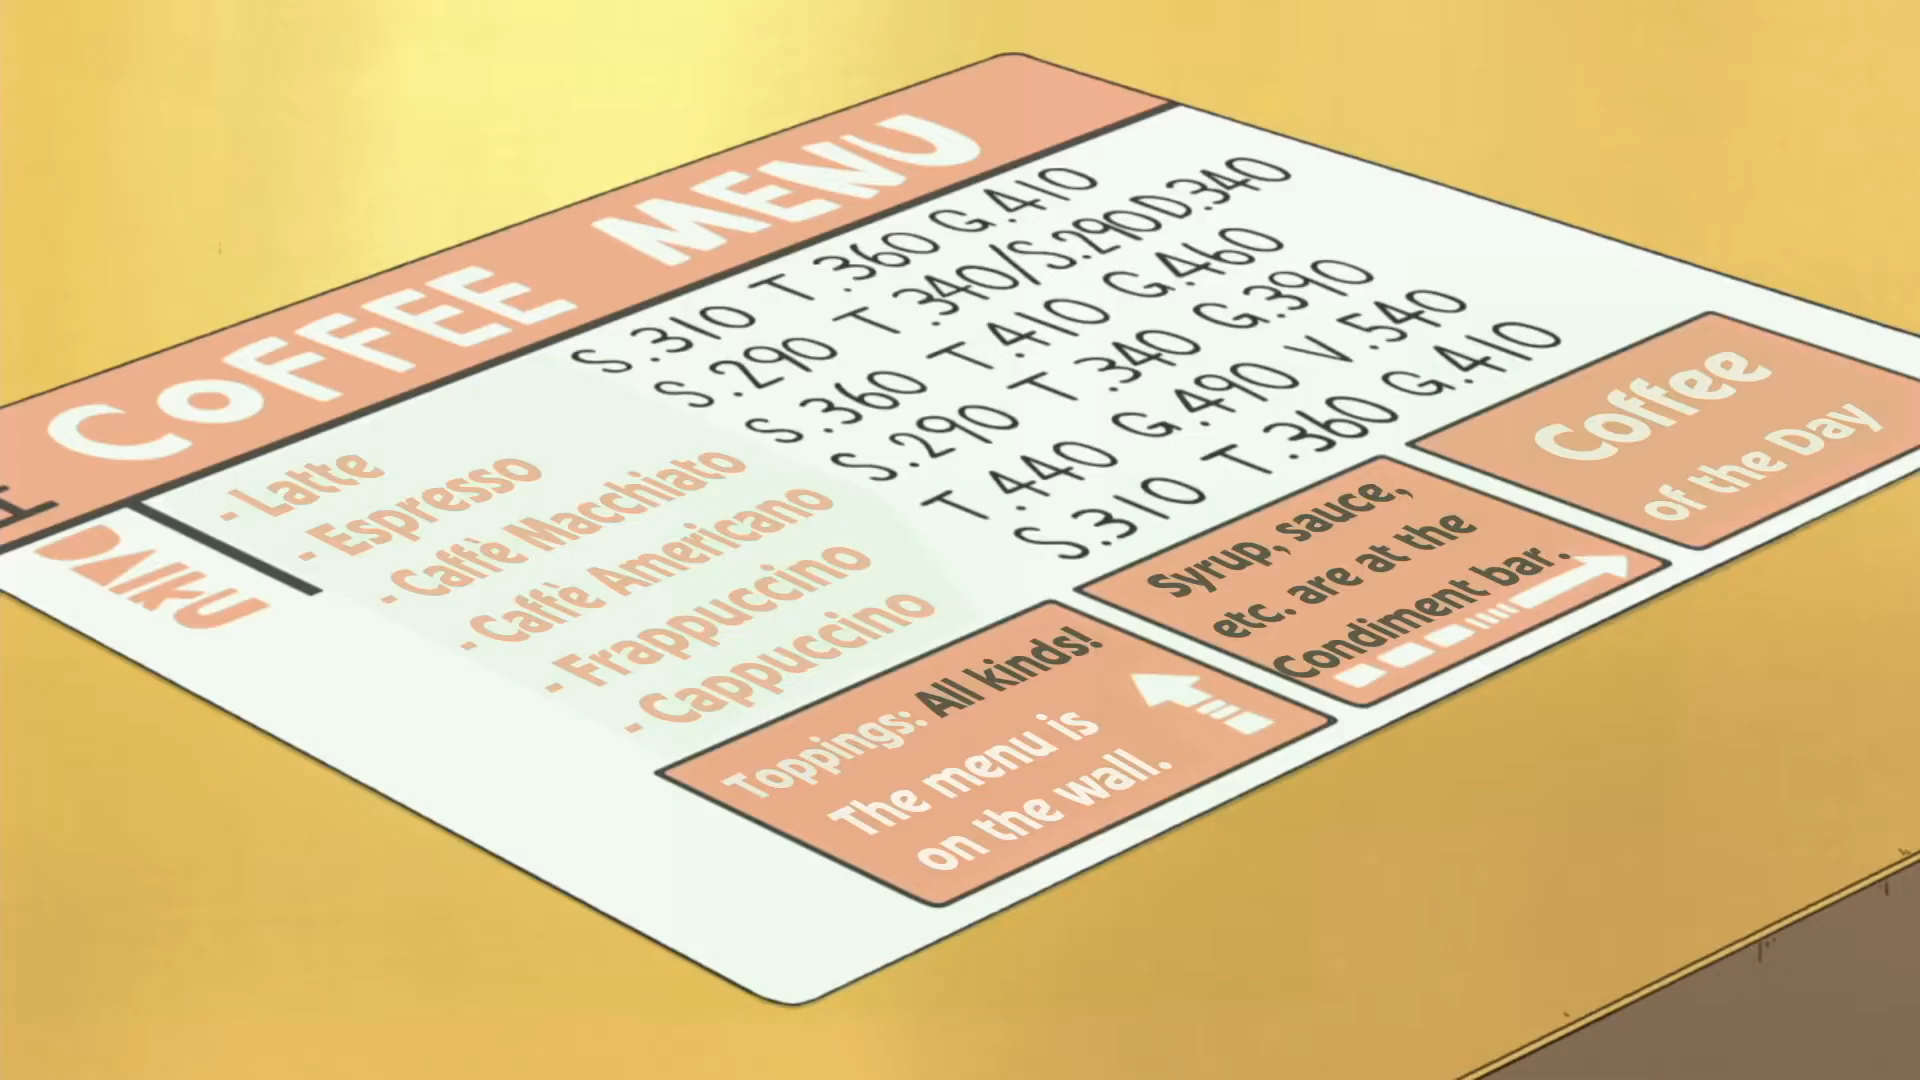 COFFEE MENU
DAIKU
- Latte S.310 T.360 G.410
- Espresso S.290 T.340/S.290D.340
- Caffè Macchiato S.360 T.410 G.460
- Caffè Americano S.290 T.340 G.390
- Frappuccino T.440 G.490 V.540
- Cappuccino S.310 T.360 G.410
Toppings: All kinds!
The menu is
on the wall.
Syrup, sauce,
etc. are at the
Condiment bar.
Coffee
of the Day